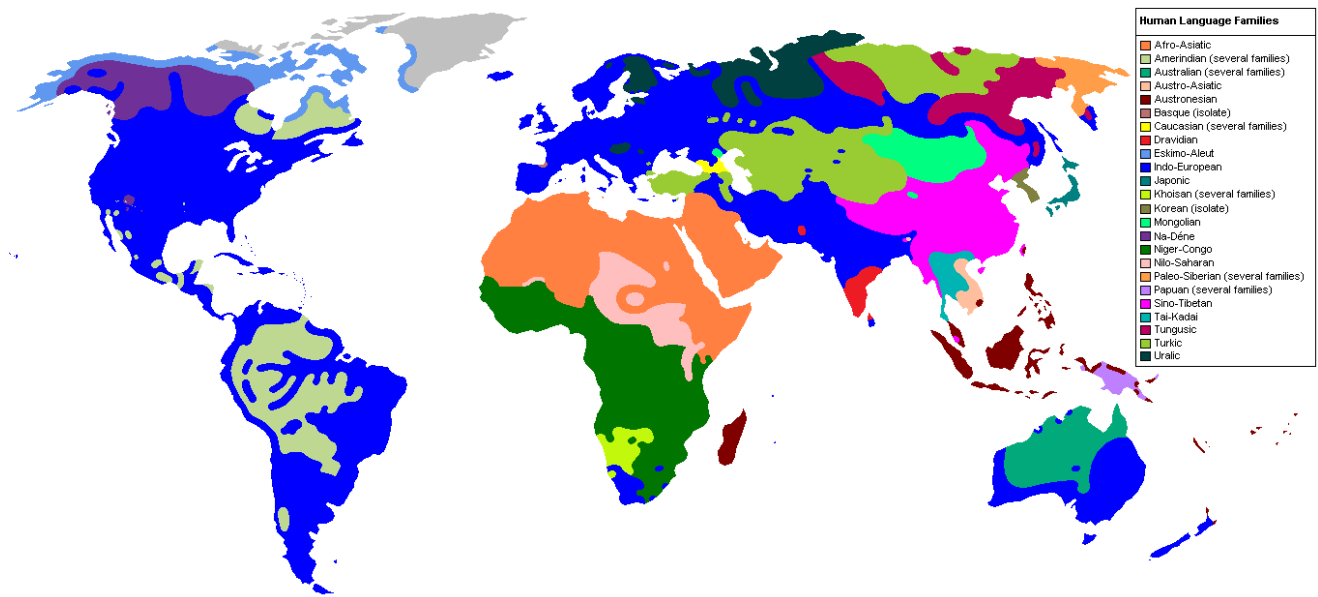 Human Language Families
Afro-Asiatic
Amerindian (several families)
Australian (several families)
Austro-Asiatic
Austronesian
Basque (isolate)
Caucasian (several families)
Dravidian
Eskimo-Aleut
Indo-European
Japonic
Khoisan (several families)
Korean (isolate)
Mongolian
Na-Déne
Niger-Congo
Nilo-Saharan
Paleo-Siberian (several families)
Papuan (several families)
Sino-Tibetan
Tai-Kadai
Tungusic
Turkic
Uralic